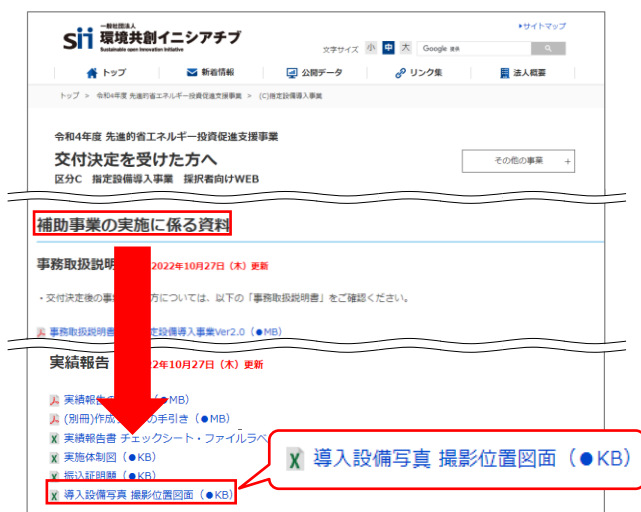 ▶サイトマップ
一般社団法人
Sii 環境共創イニシアチブ
Sustainable open Innovation Initiative
文字サイズ 小 中 大 Google 検索
トップ 新着情報 公開データ リンク集 法人概要
トップ > 令和4年度 先進的省エネルギー投資促進支援事業 > (C)指定設備導入事業
令和4年度 先進的省エネルギー投資促進支援事業
交付決定を受けた方へ
その他の事業 +
区分C 指定設備導入事業 採択者向けWEB
補助事業の実施に係る資料
事務取扱説明 2022年10月27日（木）更新
・交付決定後の事 方については、以下の「事務取扱説明書」をご確認ください。
事務取扱説明書 定設備導入事業Ver2.0（●MB）
実績報告 22年10月27日（木）更新
実績報告 （●MB）
(別冊)作成 の手引き（●MB）
実績報告書 チェックシート・ファイルラベ
実施体制図（●KB）
振込証明願（●KB）
導入設備写真 撮影位置図面（●KB）
導入設備写真 撮影位置図面（●KB）